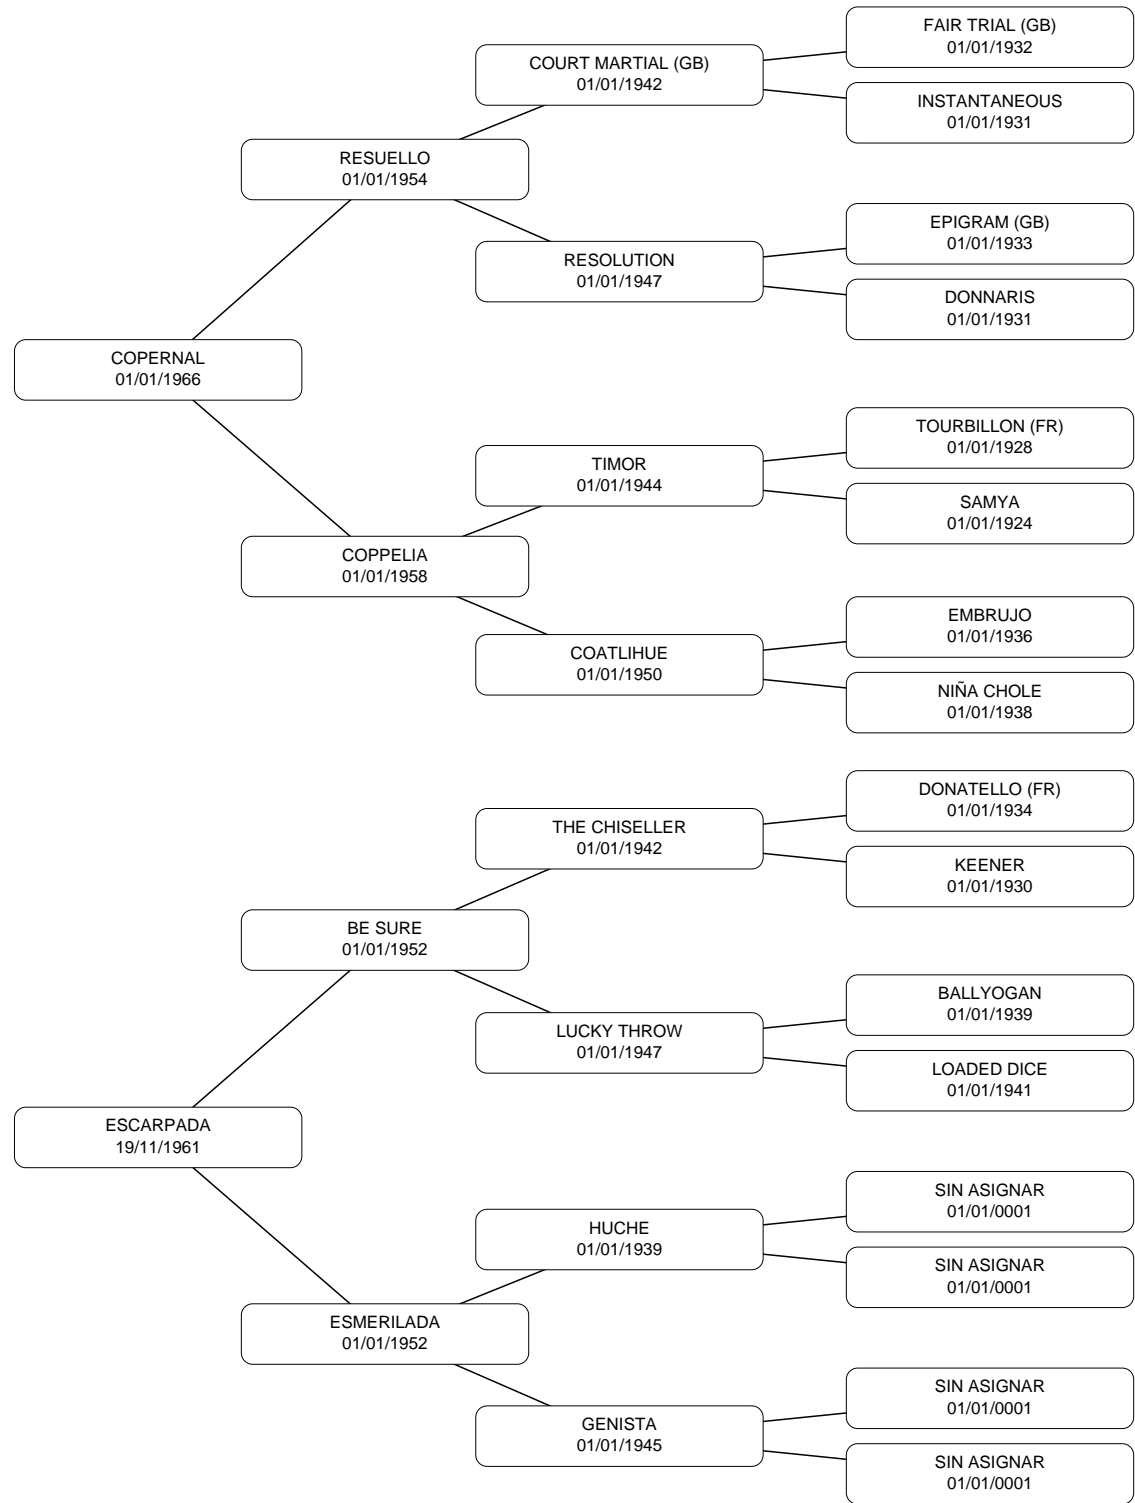 FAIR TRIAL (GB)
01/01/1932
COURT MARTIAL (GB)
01/01/1942
INSTANTANEOUS
01/01/1931
RESUELLO
01/01/1954
EPIGRAM (GB)
01/01/1933
RESOLUTION
01/01/1947
DONNARIS
01/01/1931
COPERNAL
01/01/1966
TOURBILLON (FR)
01/01/1928
TIMOR
01/01/1944
SAMYA
01/01/1924
COPPELIA
01/01/1958
EMBRUJO
01/01/1936
COATLIHUE
01/01/1950
NIÑA CHOLE
01/01/1938
DONATELLO (FR)
01/01/1934
THE CHISELLER
01/01/1942
KEENER
01/01/1930
BE SURE
01/01/1952
BALLYOGAN
01/01/1939
LUCKY THROW
01/01/1947
LOADED DICE
01/01/1941
ESCARPADA
19/11/1961
SIN ASIGNAR
01/01/0001
HUCHE
01/01/1939
SIN ASIGNAR
01/01/0001
ESMERILADA
01/01/1952
SIN ASIGNAR
01/01/0001
GENISTA
01/01/1945
SIN ASIGNAR
01/01/0001